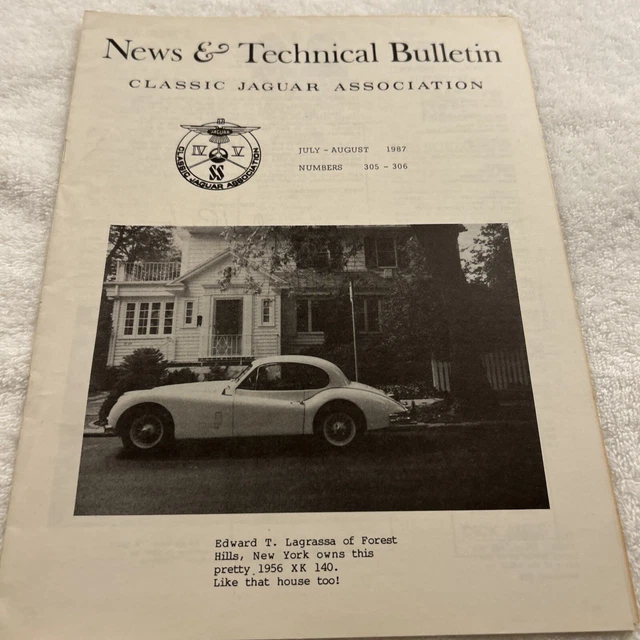 News & Technical Bulletin
CLASSIC JAGUAR ASSOCIATION
JAGUAR
IV V
SS
CLASSIC JAGUAR ASSOCIATION
JULY - AUGUST 1987
NUMBERS 305 - 306
Edward T. Lagrassa of Forest
Hills, New York owns this
pretty 1956 XK 140.
Like that house too!